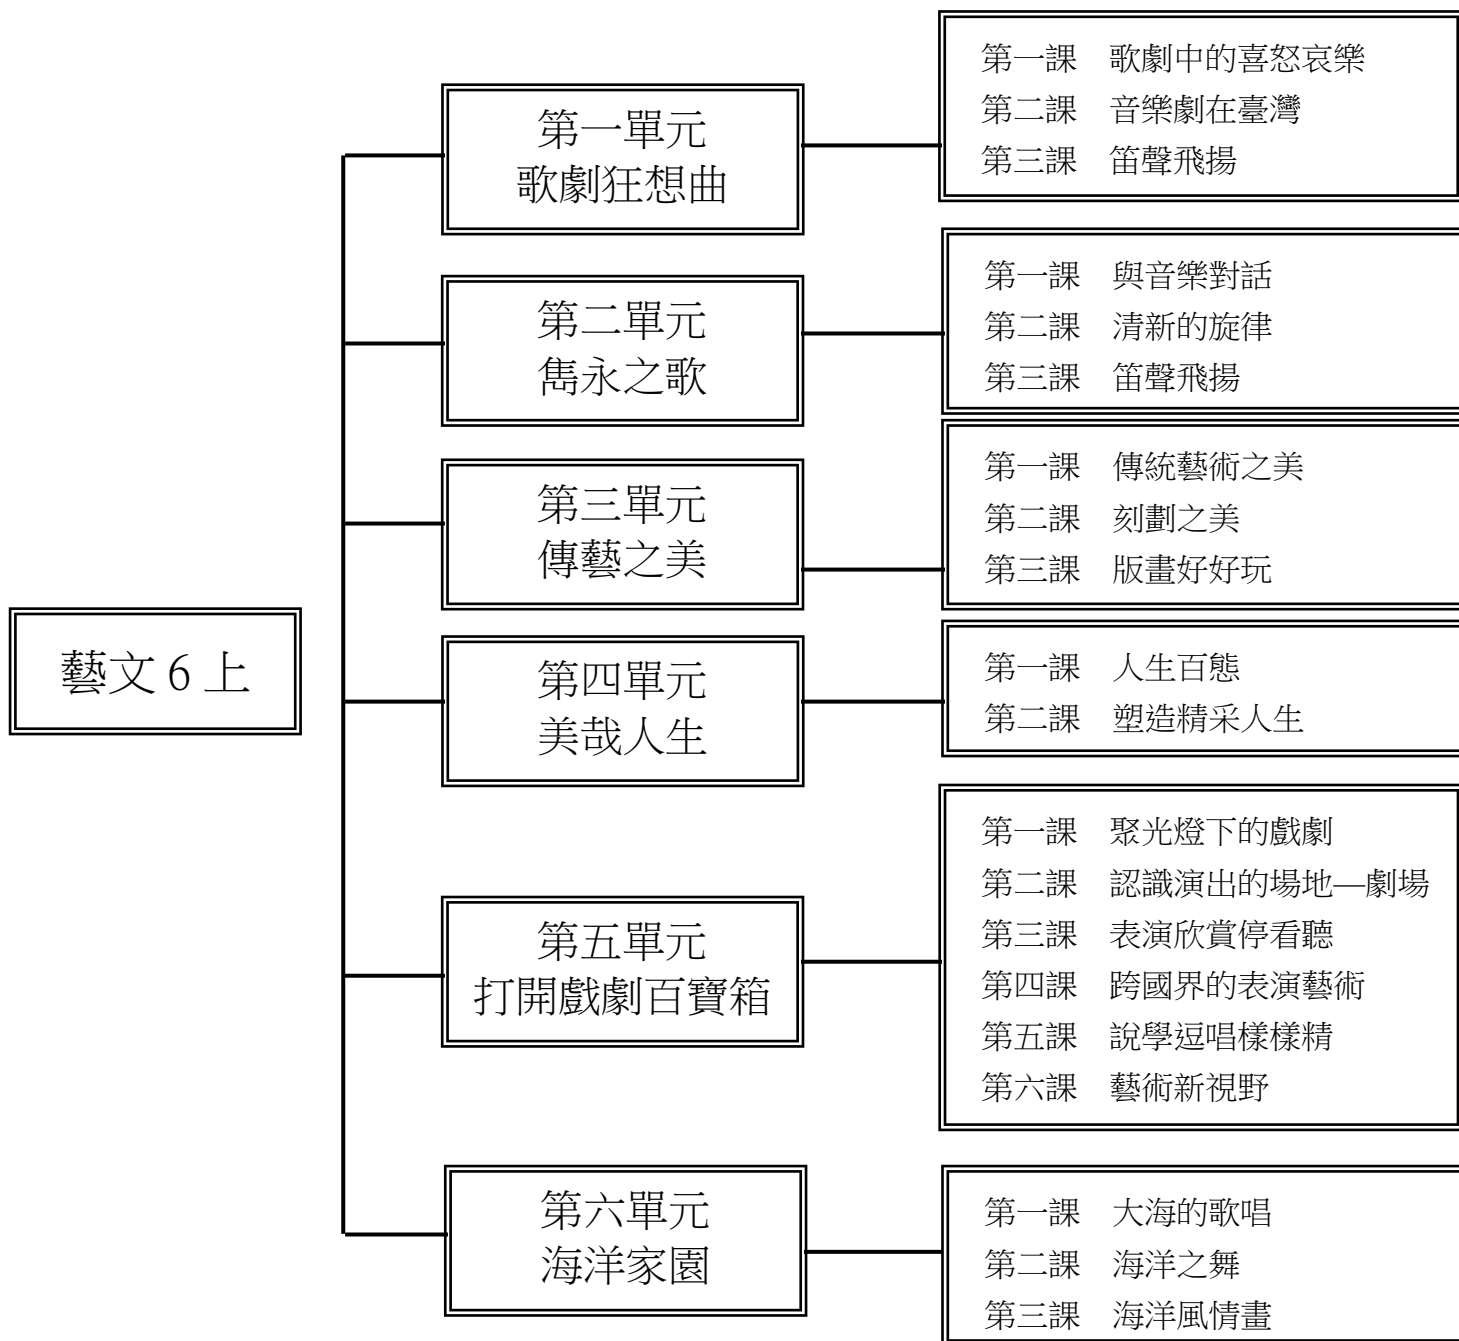 藝文 6 上
第一單元
歌劇狂想曲
第一課　歌劇中的喜怒哀樂
第二課　音樂劇在臺灣
第三課　笛聲飛揚
第二單元
雋永之歌
第一課　與音樂對話
第二課　清新的旋律
第三課　笛聲飛揚
第三單元
傳藝之美
第一課　傳統藝術之美
第二課　刻劃之美
第三課　版畫好好玩
第四單元
美哉人生
第一課　人生百態
第二課　塑造精采人生
第五單元
打開戲劇百寶箱
第一課　聚光燈下的戲劇
第二課　認識演出的場地—劇場
第三課　表演欣賞停看聽
第四課　跨國界的表演藝術
第五課　說學逗唱樣樣精
第六課　藝術新視野
第六單元
海洋家園
第一課　大海的歌唱
第二課　海洋之舞
第三課　海洋風情畫